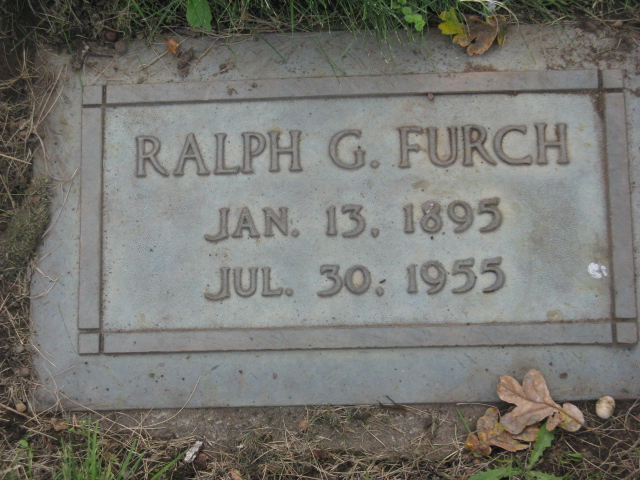 RALPH G. FURCH
JAN. 13, 1895
JUL. 30, 1955